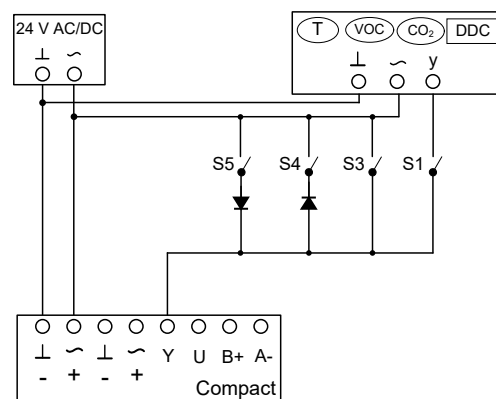 24 V AC/DC
⊥ ∼
T VOC CO₂ DDC
⊥ ∼ y
S5 S4 S3 S1
⊥ ∼ ⊥ ∼ Y U B+ A-
- + - +
Compact